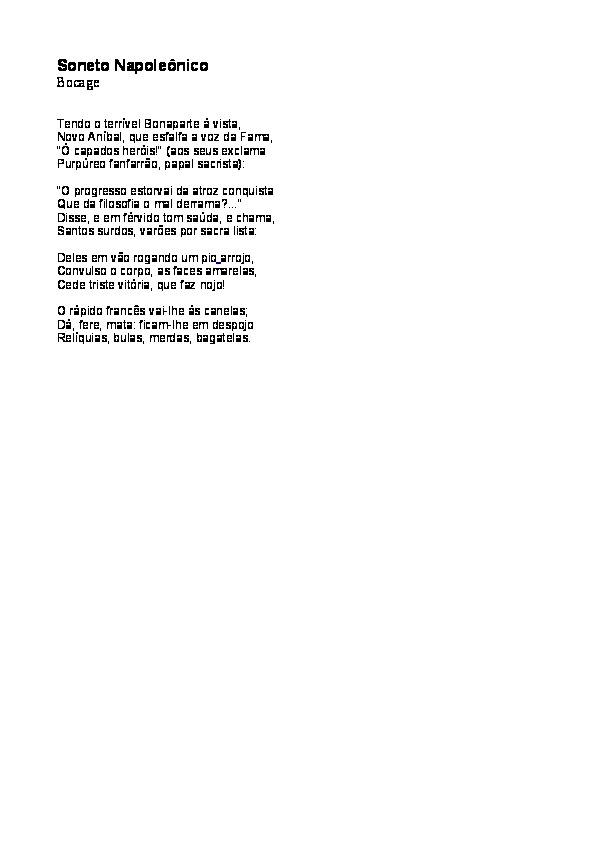 Soneto Napoleônico
Bocage
Tendo o terrível Bonaparte à vista,
Novo Aníbal, que esfalfa a voz da Fama,
"Ó capados heróis!" (aos seus exclama
Purpúreo fanfarrão, papal sacrista):
"O progresso estorvai da atroz conquista
Que da filosofia o mal derrama?..."
Disse, e em férvido tom saúda, e chama,
Santos surdos, varões por sacra lista:
Deles em vão rogando um pio arrojo,
Convulso o corpo, as faces amarelas,
Cede triste vitória, que faz nojo!
O rápido francês vai-lhe às canelas;
Dá, fere, mata: ficam-lhe em despojo
Relíquias, bulas, merdas, bagatelas.